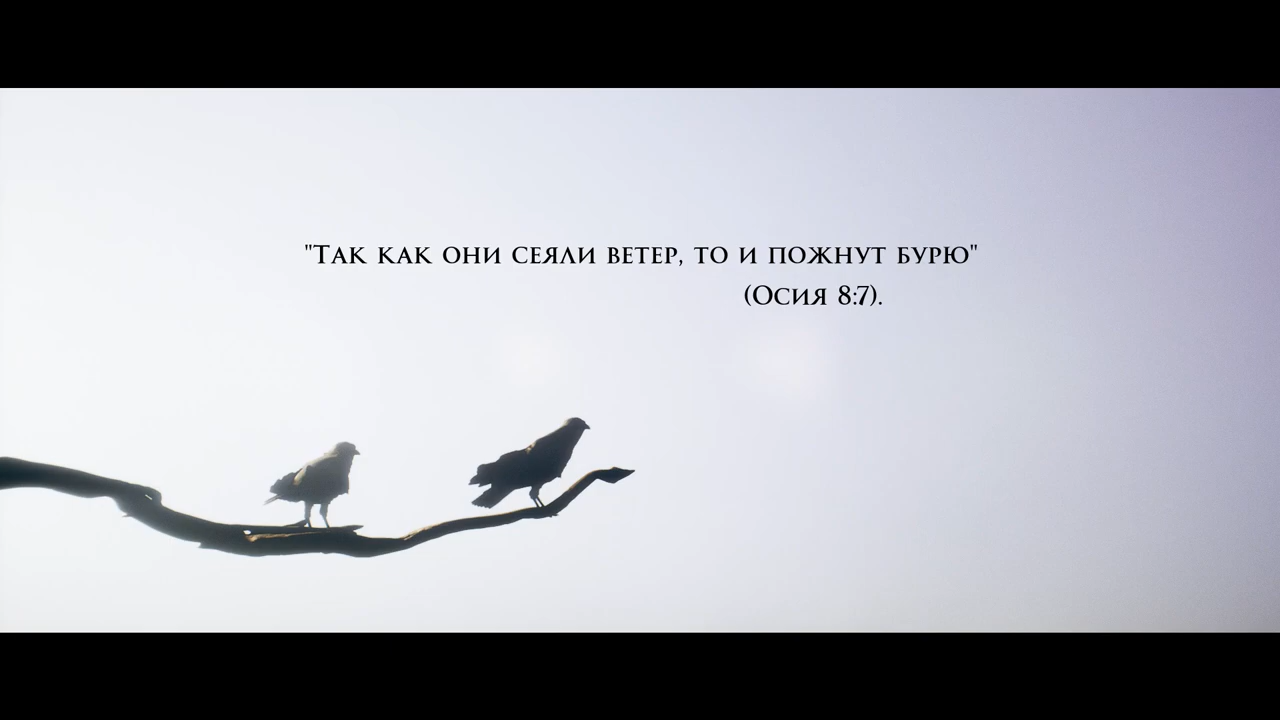 "Так как они сеяли ветер, то и пожнут бурю"
(Осия 8:7).